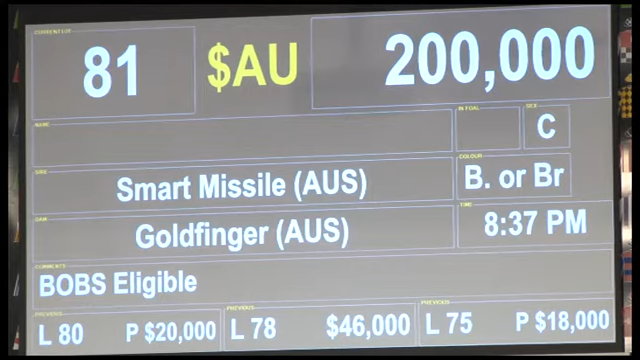 CURRENT LOT
81
$AU
200,000
NAME
IN FOAL
SEX
C
SIRE
Smart Missile (AUS)
COLOUR
B. or Br
DAM
Goldfinger (AUS)
TIME
8:37 PM
COMMENTS
BOBS Eligible
PREVIOUS
L 80 P $20,000
PREVIOUS
L 78 $46,000
PREVIOUS
L 75 P $18,000